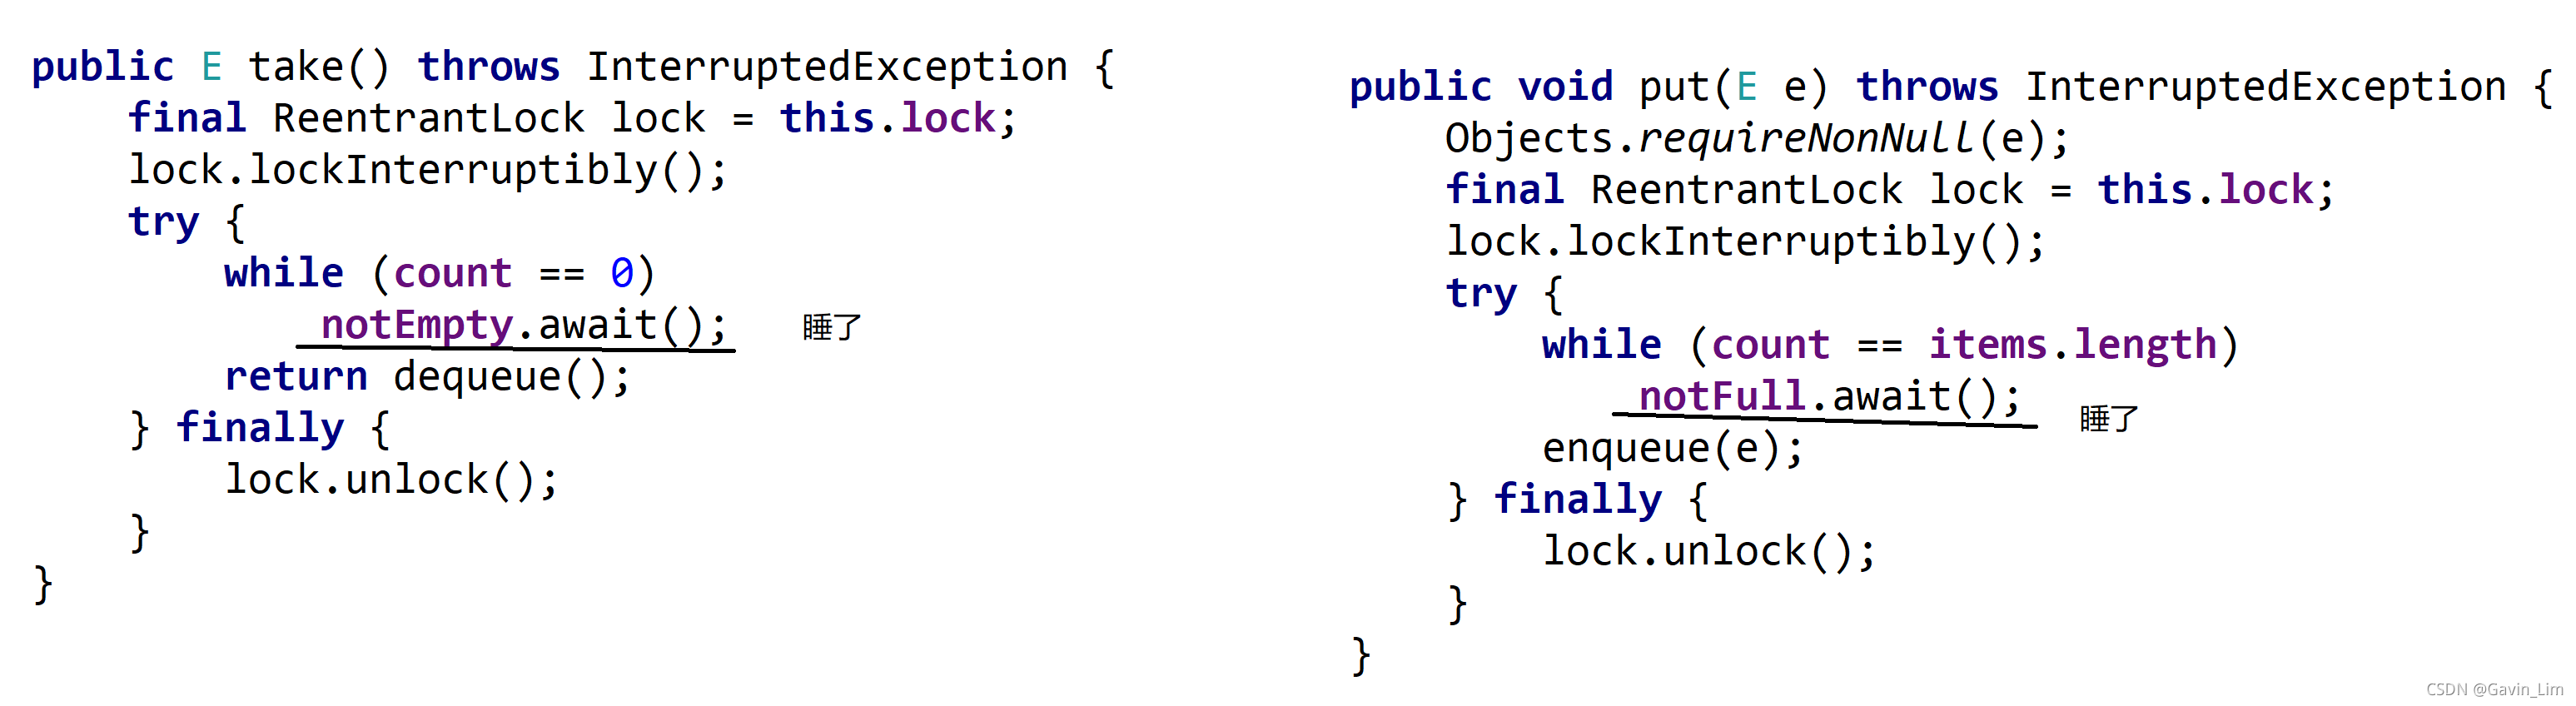 public E take() throws InterruptedException {
    final ReentrantLock lock = this.lock;
    lock.lockInterruptibly();
    try {
        while (count == 0)
            notEmpty.await(); 睡了
        return dequeue();
    } finally {
        lock.unlock();
    }
}
public void put(E e) throws InterruptedException {
    Objects.requireNonNull(e);
    final ReentrantLock lock = this.lock;
    lock.lockInterruptibly();
    try {
        while (count == items.length)
            notFull.await(); 睡了
        enqueue(e);
    } finally {
        lock.unlock();
    }
}
CSDN @Gavin_Lim